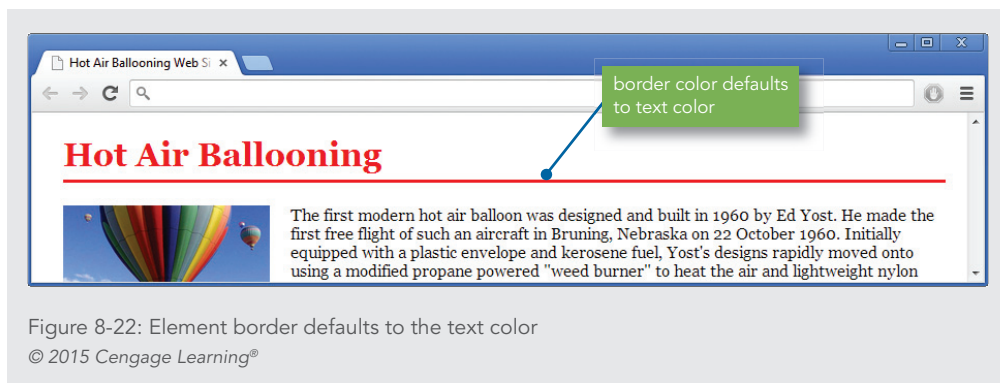 Hot Air Ballooning Web Si
border color defaults
to text color
Hot Air Ballooning
The first modern hot air balloon was designed and built in 1960 by Ed Yost. He made the
first free flight of such an aircraft in Bruning, Nebraska on 22 October 1960. Initially
equipped with a plastic envelope and kerosene fuel, Yost's designs rapidly moved onto
using a modified propane powered "weed burner" to heat the air and lightweight nylon
Figure 8-22: Element border defaults to the text color
© 2015 Cengage Learning®